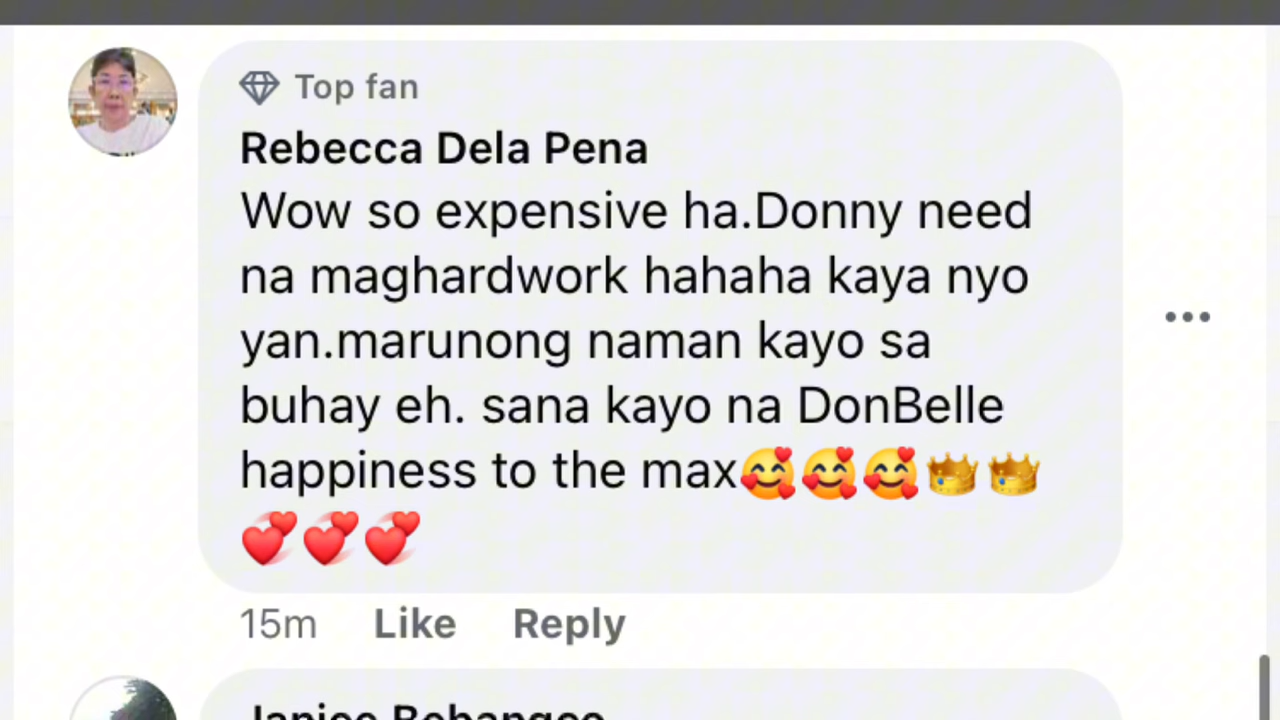 Top fan
Rebecca Dela Pena
Wow so expensive ha.Donny need
na maghardwork hahaha kaya nyo
yan.marunong naman kayo sa
buhay eh. sana kayo na DonBelle
happiness to the max🥰🥰🥰👑👑
💞💞💞
15m Like Reply
Janice